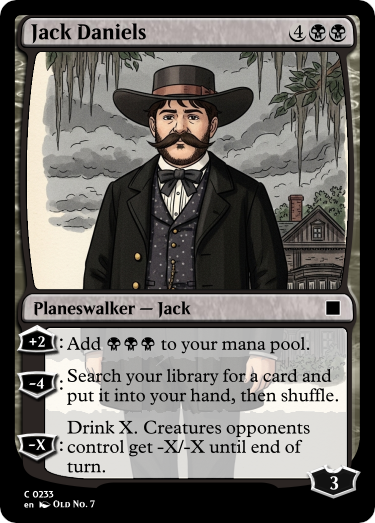 Jack Daniels 4
Planeswalker — Jack
+2: Add to your mana pool.
-4: Search your library for a card and
put it into your hand, then shuffle.
-X: Drink X. Creatures opponents
control get -X/-X until end of
turn.
3
C 0233
en Old No. 7